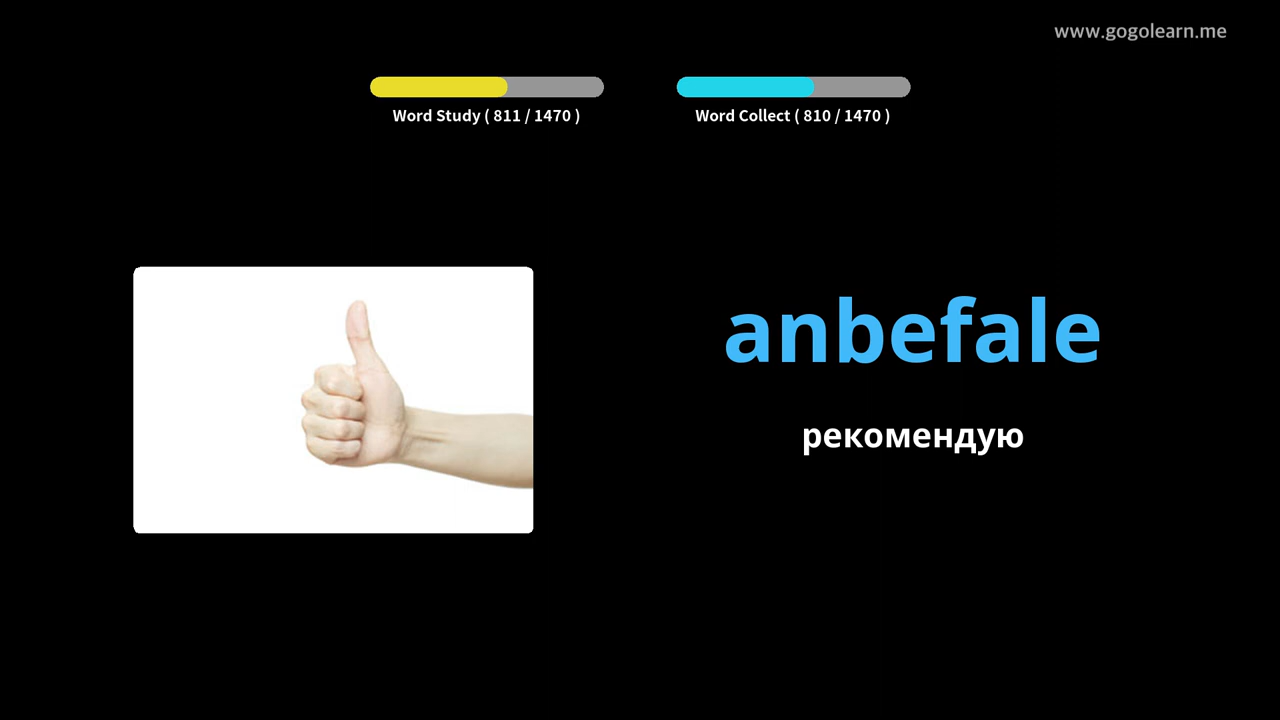 www.gogolearn.me
Word Study ( 811 / 1470 )
Word Collect ( 810 / 1470 )
anbefale
рекомендую